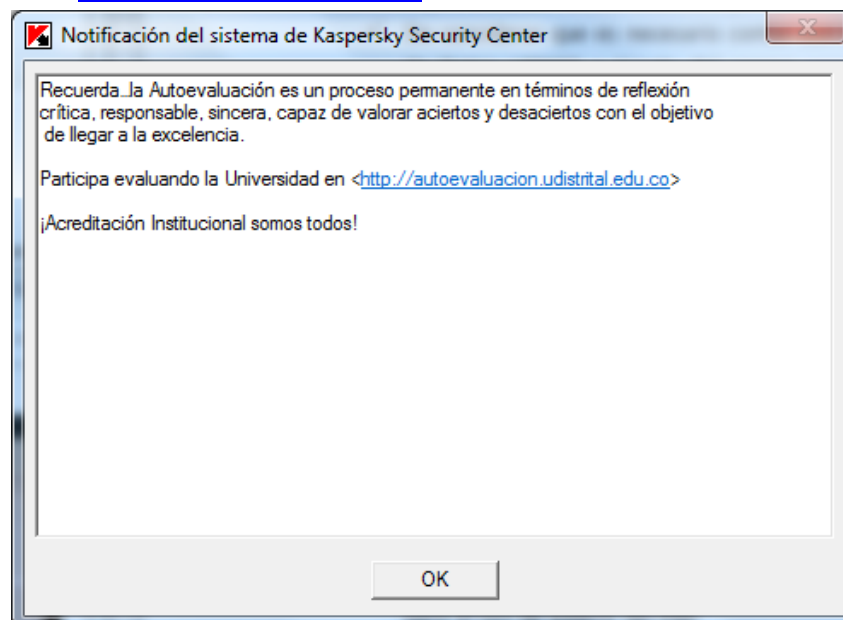 Notificación del sistema de Kaspersky Security Center
Recuerda...la Autoevaluación es un proceso permanente en términos de reflexión
crítica, responsable, sincera, capaz de valorar aciertos y desaciertos con el objetivo
de llegar a la excelencia.
Participa evaluando la Universidad en <http://autoevaluacion.udistrital.edu.co>
¡Acreditación Institucional somos todos!
OK